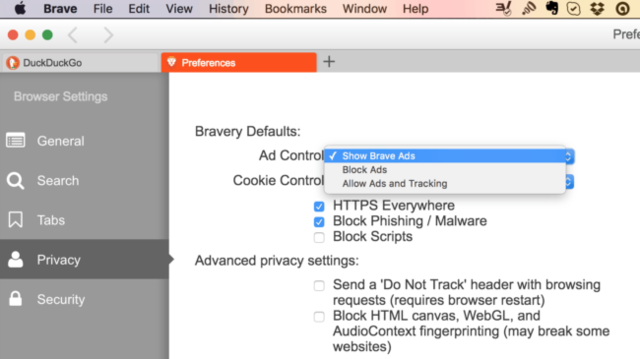 Brave File Edit View History Bookmarks Window Help
Prefe
DuckDuckGo Preferences
Browser Settings
General
Search
Tabs
Privacy
Security
Bravery Defaults:
Ad Control
Show Brave Ads
Block Ads
Allow Ads and Tracking
Cookie Control
HTTPS Everywhere
Block Phishing / Malware
Block Scripts
Advanced privacy settings:
Send a 'Do Not Track' header with browsing
requests (requires browser restart)
Block HTML canvas, WebGL, and
AudioContext fingerprinting (may break some
websites)